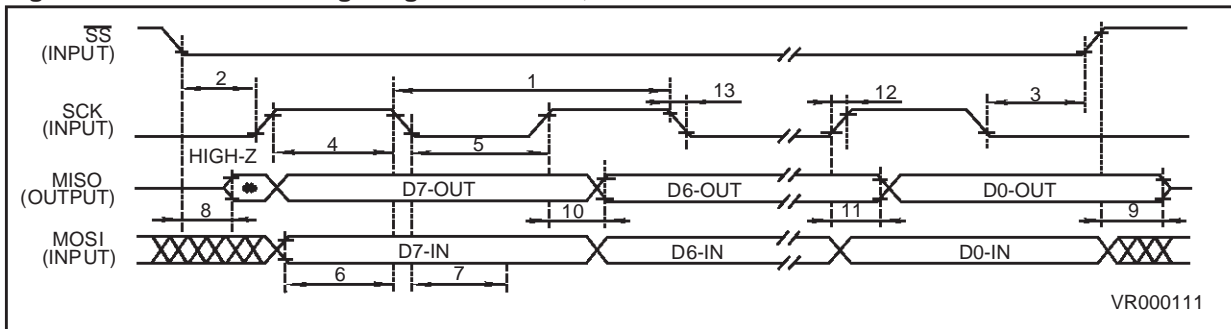 SS
(INPUT)
2
1
13
12
3
SCK
(INPUT)
4
5
HIGH-Z
MISO
(OUTPUT)
D7-OUT
D6-OUT
D0-OUT
8
10
11
9
MOSI
(INPUT)
D7-IN
D6-IN
D0-IN
6
7
VR000111